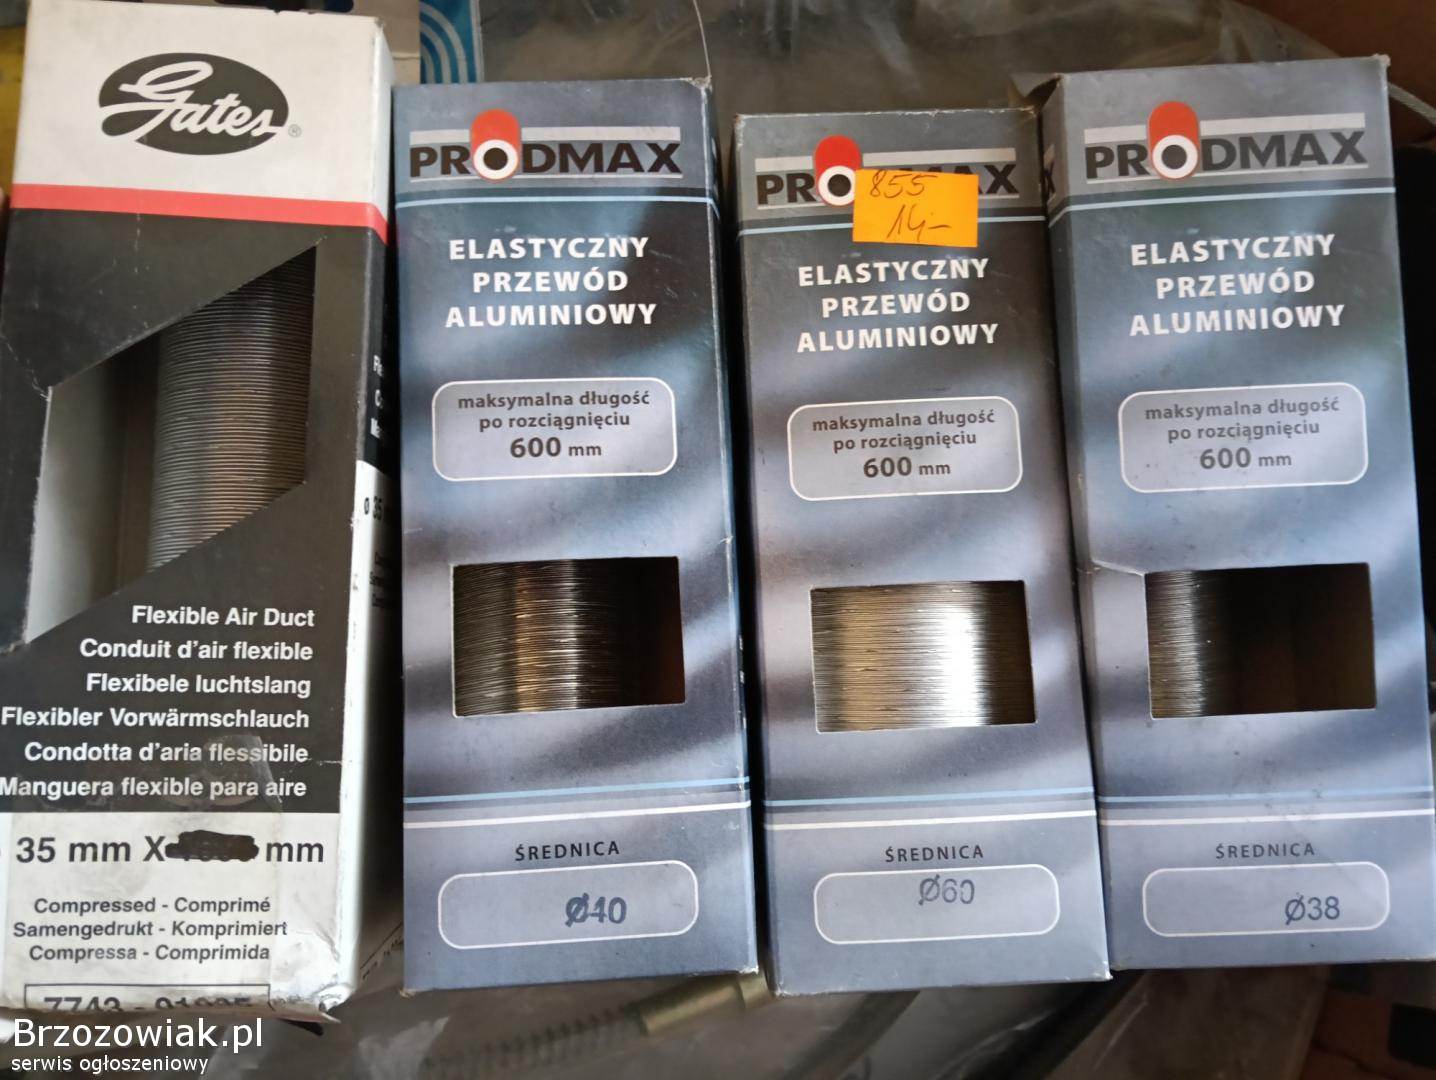 Gates®
Flexible Air Duct
Conduit d'air flexible
Flexibele luchtslang
Flexibler Vorwärmschlauch
Condotta d'aria flessibile
Manguera flexible para aire
35 mm X mm
Compressed - Comprimé
Samengedrukt - Komprimiert
Compressa - Comprimida
7743 -
PRODMAX
ELASTYCZNY
PRZEWÓD
ALUMINIOWY
maksymalna długość
po rozciągnięciu
600 mm
ŚREDNICA
Ø40
855
14,-
ELASTYCZNY
PRZEWÓD
ALUMINIOWY
maksymalna długość
po rozciągnięciu
600 mm
ŚREDNICA
Ø60
PRODMAX
ELASTYCZNY
PRZEWÓD
ALUMINIOWY
maksymalna długość
po rozciągnięciu
600 mm
ŚREDNICA
Ø38
Brzozowiak.pl
serwis ogłoszeniowy